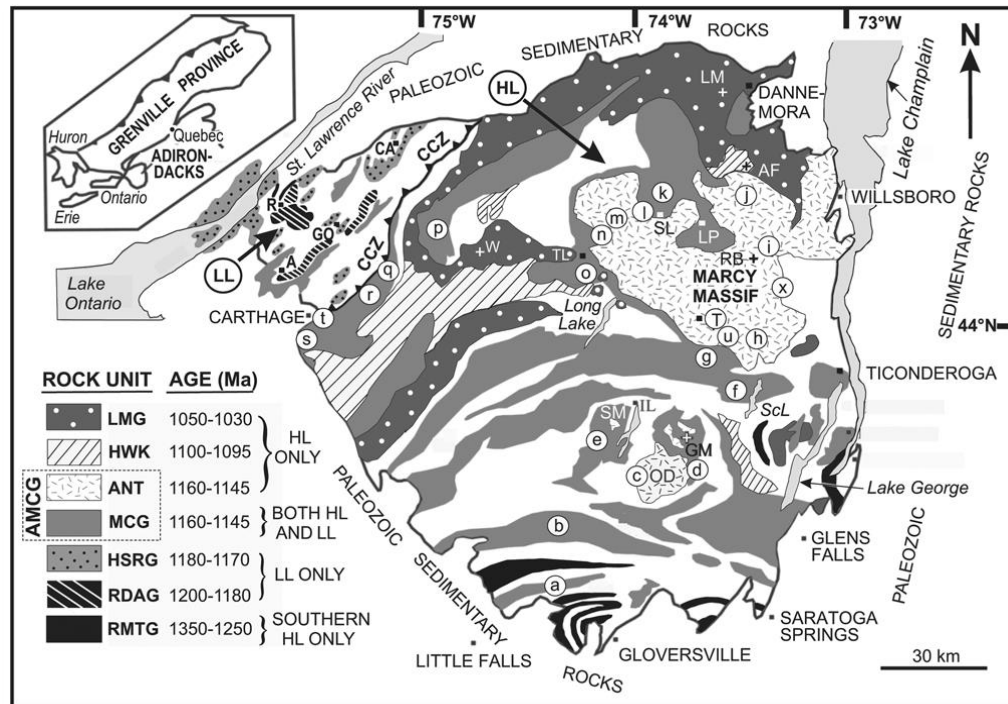 75°W
74°W
73°W
SEDIMENTARY ROCKS
PALEOZOIC
N
GRENVILLE PROVINCE
Huron
Quebec
ADIRON-
DACKS
Ontario
Erie
St. Lawrence River
Lake Champlain
HL
LM
DANNE-
MORA
CA
CCZ
AF
WILLSBORO
R
GO
LL
A
CCZ
k
j
l
SL
m
n
LP
p
q
W
TL
o
RB
i
MARCY
MASSIF
x
r
Lake
Ontario
CARTHAGE
t
s
Long
Lake
T
u
h
g
44°N
SEDIMENTARY ROCKS
TICONDEROGA
f
ScL
SM
IL
e
GM
c
OD
d
Lake George
b
a
GLENS
FALLS
PALEOZOIC
SARATOGA
SPRINGS
PALEOZOIC
SEDIMENTARY
ROCKS
LITTLE FALLS
GLOVERSVILLE
30 km
ROCK UNIT AGE (Ma)
LMG 1050-1030
HWK 1100-1095
HL
ONLY
ANT 1160-1145
AMCG
MCG 1160-1145
BOTH HL
AND LL
HSRG 1180-1170
LL ONLY
RDAG 1200-1180
RMTG 1350-1250
SOUTHERN
HL ONLY